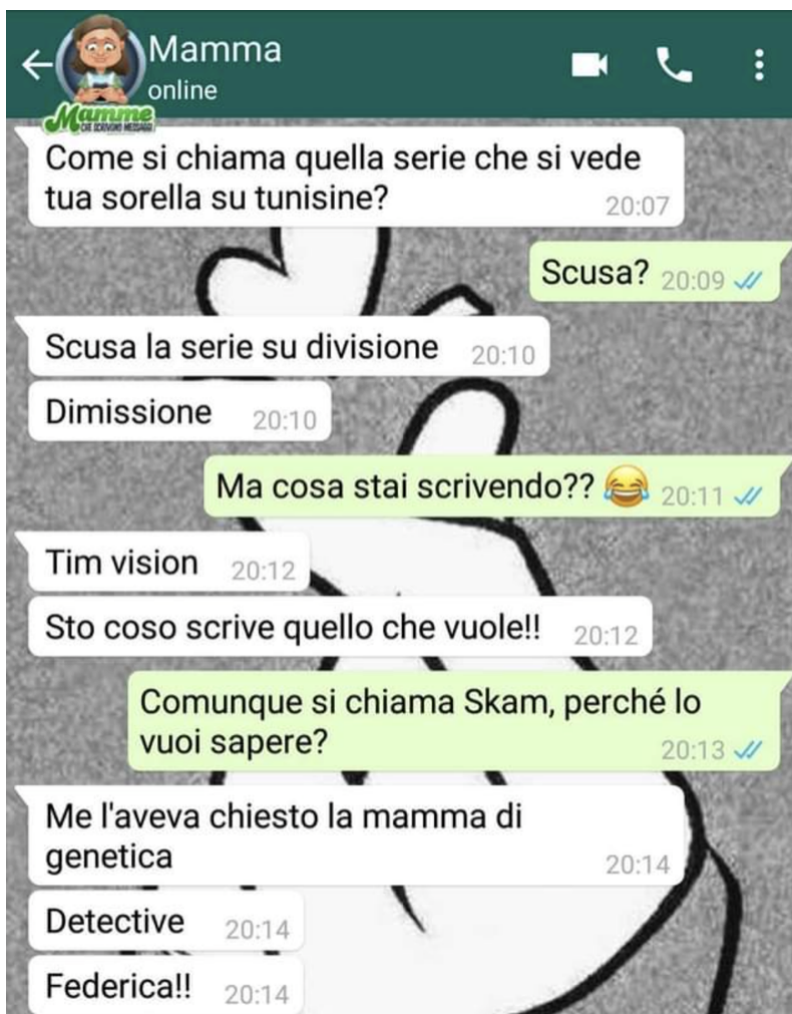 Mamma
online
Mamme
CHE SCRIVONO MESSAGGI
Come si chiama quella serie che si vede
tua sorella su tunisine?
20:07
Scusa? 20:09
Scusa la serie su divisione 20:10
Dimissione 20:10
Ma cosa stai scrivendo?? 😂 20:11
Tim vision 20:12
Sto coso scrive quello che vuole!! 20:12
Comunque si chiama Skam, perché lo
vuoi sapere? 20:13
Me l'aveva chiesto la mamma di
genetica 20:14
Detective 20:14
Federica!! 20:14